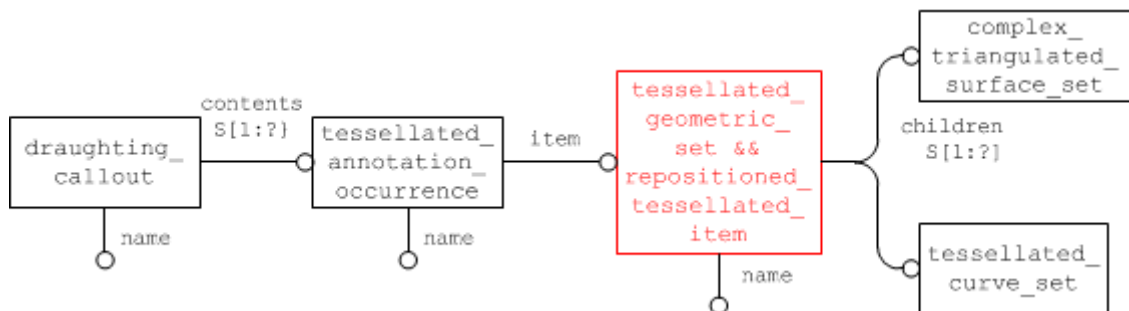 draughting_
callout
name
contents
S[1:?}
tessellated_
annotation_
occurrence
name
item
tessellated_
geometric_
set &&
repositioned_
tessellated_
item
name
children
S[1:?]
complex_
triangulated_
surface_set
tessellated_
curve_set